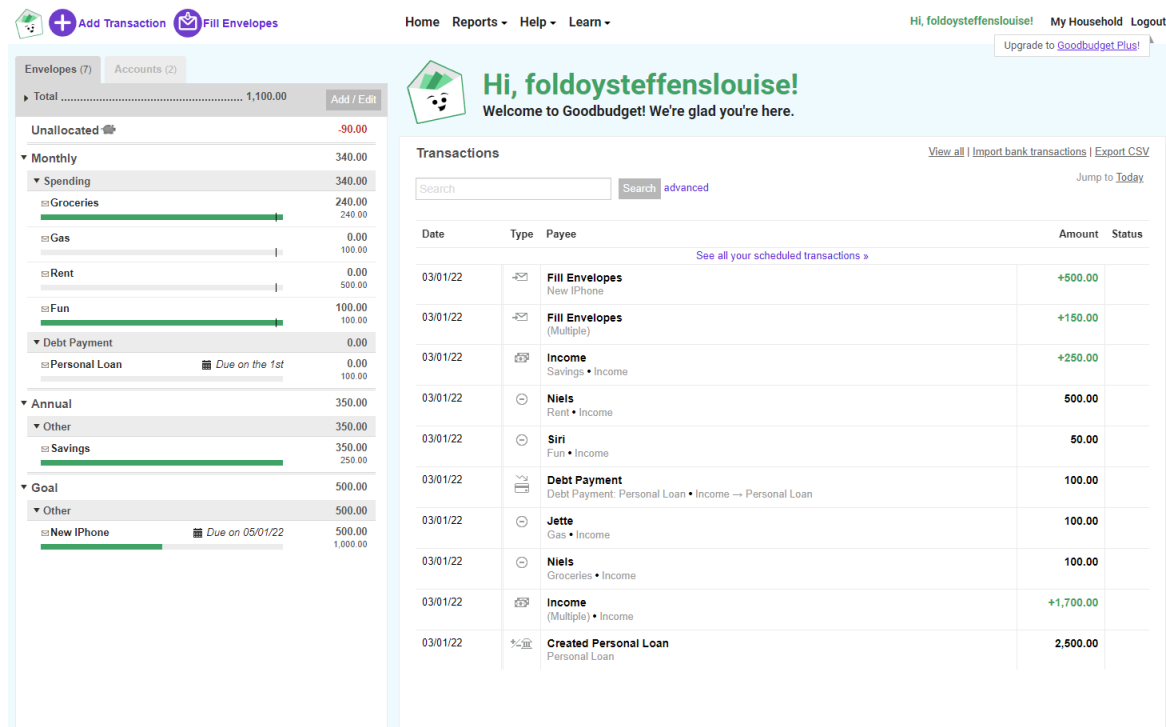 Add Transaction Fill Envelopes Home Reports Help Learn Hi, foldoysteffenslouise! My Household Logout
Upgrade to Goodbudget Plus!
Envelopes (7) Accounts (2)
Total ................................................ 1,100.00 Add / Edit
Unallocated -90.00
Monthly 340.00
Spending 340.00
Groceries 240.00
240.00
Gas 0.00
100.00
Rent 0.00
500.00
Fun 100.00
100.00
Debt Payment 0.00
Personal Loan Due on the 1st 0.00
100.00
Annual 350.00
Other 350.00
Savings 350.00
250.00
Goal 500.00
Other 500.00
New IPhone Due on 05/01/22 500.00
1,000.00
Hi, foldoysteffenslouise!
Welcome to Goodbudget! We're glad you're here.
Transactions View all | Import bank transactions | Export CSV
Jump to Today
Search Search advanced
Date Type Payee Amount Status
See all your scheduled transactions »
03/01/22 Fill Envelopes +500.00
New IPhone
03/01/22 Fill Envelopes +150.00
(Multiple)
03/01/22 Income +250.00
Savings • Income
03/01/22 Niels 500.00
Rent • Income
03/01/22 Siri 50.00
Fun • Income
03/01/22 Debt Payment 100.00
Debt Payment: Personal Loan • Income → Personal Loan
03/01/22 Jette 100.00
Gas • Income
03/01/22 Niels 100.00
Groceries • Income
03/01/22 Income +1,700.00
(Multiple) • Income
03/01/22 Created Personal Loan 2,500.00
Personal Loan